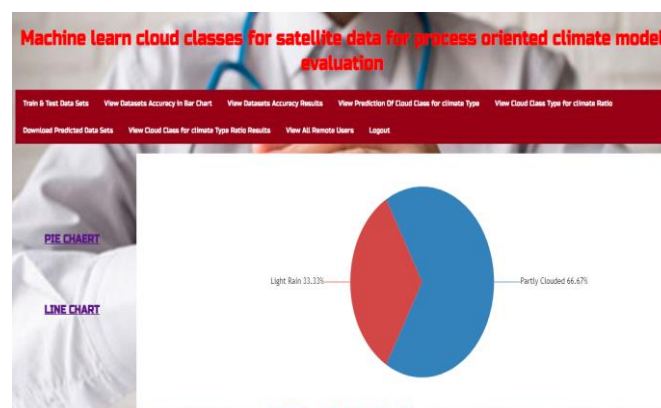 Machine learn cloud classes for satellite data for process oriented climate model
evaluation
Train & Test Data Sets View Datasets Accuracy in Bar Chart View Datasets Accuracy Results View Prediction Of Cloud Class for climate Type View Cloud Class Type for climate Ratio
Download Predicted Data Sets View Cloud Class for climate Type Ratio Results View All Remote Users Logout
PIE CHAERT
Light Rain 33.33%
Partly Clouded 66.67%
LINE CHART